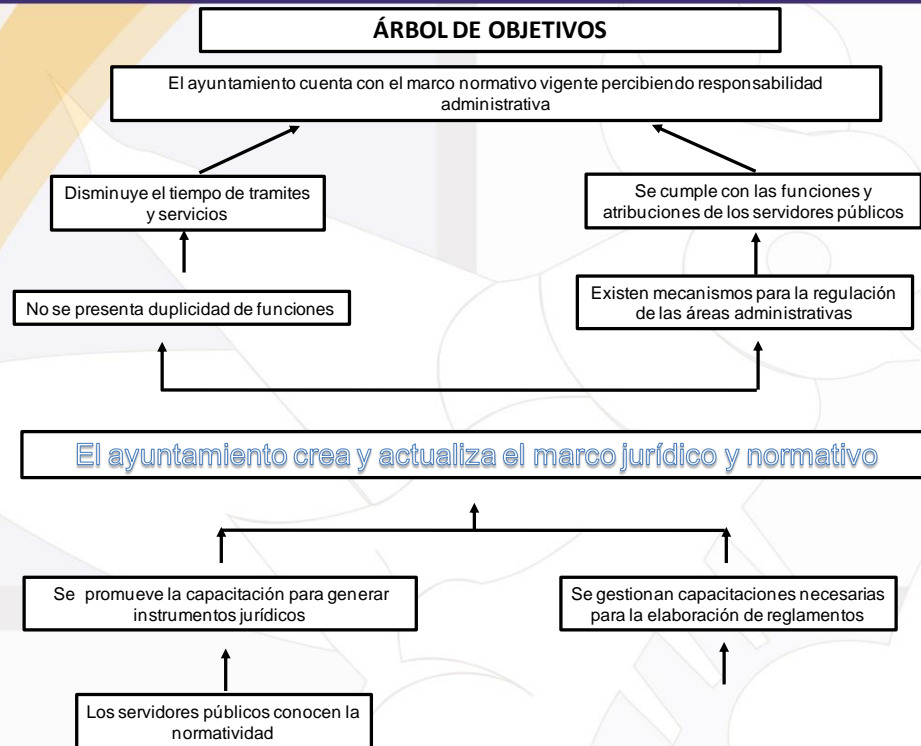 ÁRBOL DE OBJETIVOS
El ayuntamiento cuenta con el marco normativo vigente percibiendo responsabilidad
administrativa
Disminuye el tiempo de tramites
y servicios
Se cumple con las funciones y
atribuciones de los servidores públicos
No se presenta duplicidad de funciones
Existen mecanismos para la regulación
de las áreas administrativas
El ayuntamiento crea y actualiza el marco jurídico y normativo
Se promueve la capacitación para generar
instrumentos jurídicos
Se gestionan capacitaciones necesarias
para la elaboración de reglamentos
Los servidores públicos conocen la
normatividad